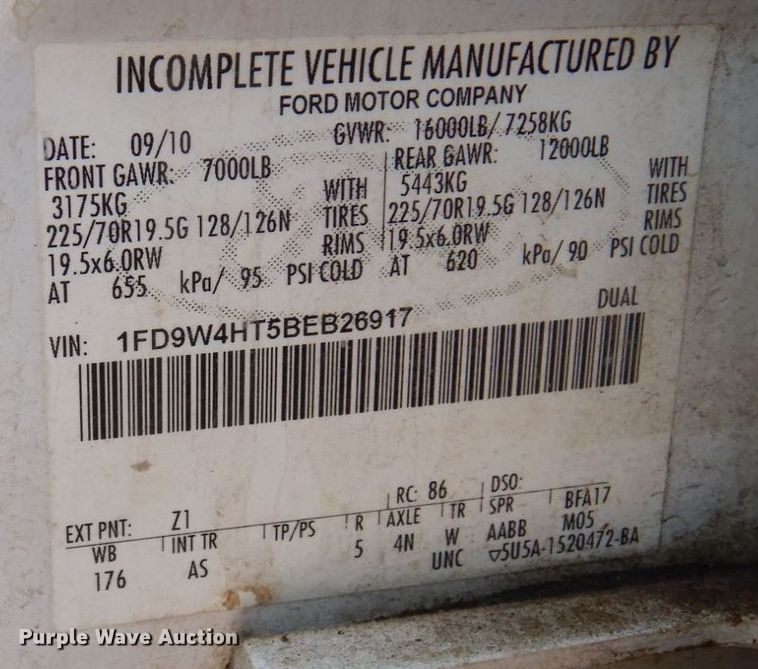 INCOMPLETE VEHICLE MANUFACTURED BY
FORD MOTOR COMPANY
DATE: 09/10 GVWR: 16000LB/ 7258KG
FRONT GAWR: 7000LB REAR GAWR: 12000LB
3175KG WITH 5443KG WITH
225/70R19.5G 128/126N TIRES 225/70R19.5G 128/126N TIRES
19.5x6.0RW RIMS 19.5x6.0RW RIMS
AT 655 kPa/ 95 PSI COLD AT 620 kPa/ 90 PSI COLD
DUAL
VIN: 1FD9W4HT5BEB26917
EXT PNT: Z1 RC: 86 DSO:
WB INT TR TP/PS R AXLE TR SPR BFA17
176 AS 5 4N W AABB M05
UNC ▽5U5A-1520472-BA
Purple Wave Auction